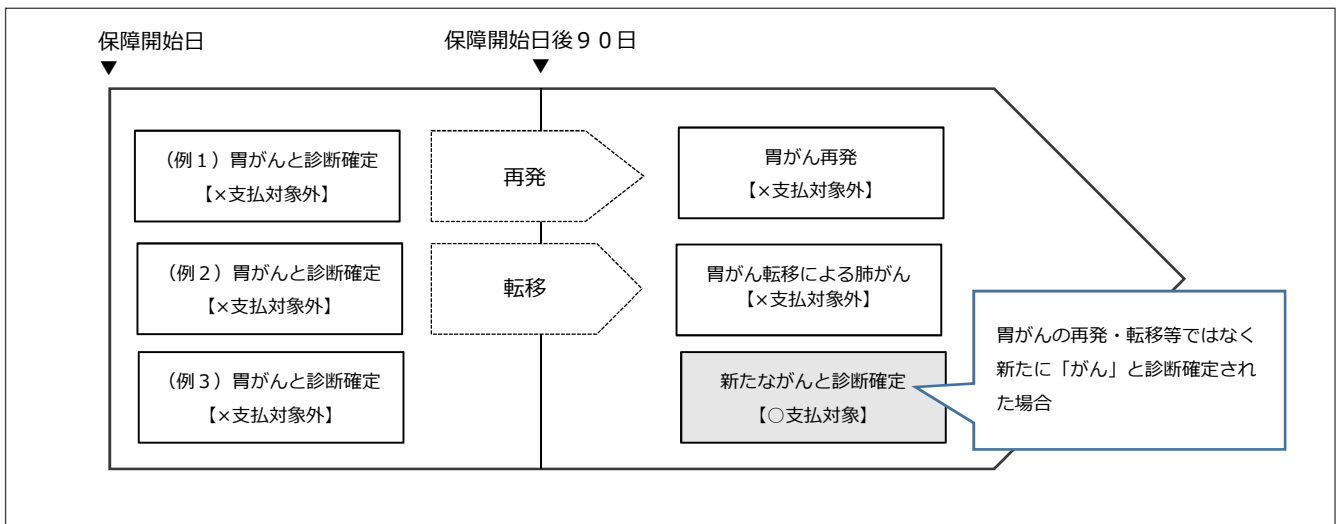 保障開始日
▼
保障開始日後９０日
▼
（例１）胃がんと診断確定
【×支払対象外】
再発
胃がん再発
【×支払対象外】
（例２）胃がんと診断確定
【×支払対象外】
転移
胃がん転移による肺がん
【×支払対象外】
（例３）胃がんと診断確定
【×支払対象外】
新たながんと診断確定
【○支払対象】
胃がんの再発・転移等ではなく
新たに「がん」と診断確定され
た場合